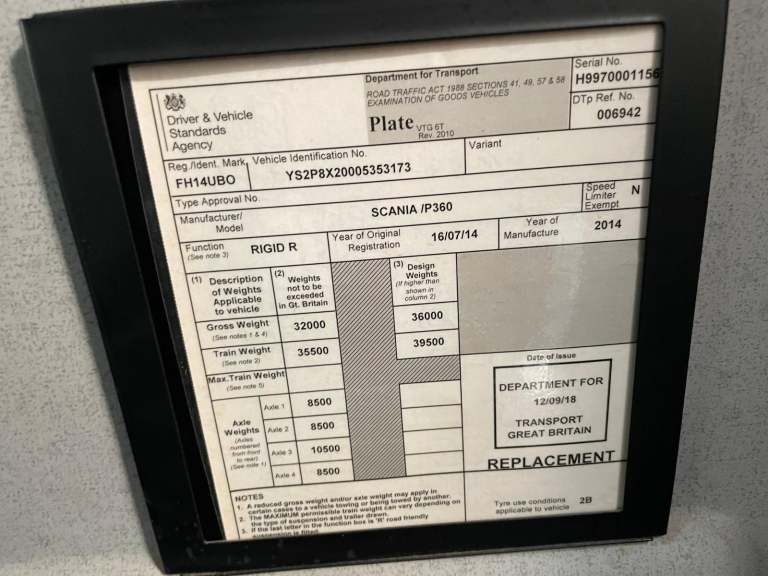 Driver & Vehicle
Standards
Agency
Department for Transport
ROAD TRAFFIC ACT 1988 SECTIONS 41, 49, 57 & 58
EXAMINATION OF GOODS VEHICLES
Plate VTG 6T
Rev. 2010
Serial No.
H9970001156
DTp Ref. No.
006942
Reg./Ident. Mark
FH14UBO
Vehicle Identification No.
YS2P8X20005353173
Variant
Type Approval No.
Manufacturer/
Model
SCANIA /P360
Speed
Limiter
Exempt
N
Function
(See note 3)
RIGID R
Year of Original
Registration
16/07/14
Year of
Manufacture
2014
(1) Description
of Weights
Applicable
to vehicle
(2) Weights
not to be
exceeded
in Gt. Britain
(3) Design
Weights
(If higher than
shown in
column 2)
Gross Weight
(See notes 1 & 4)
32000
36000
Train Weight
(See note 2)
35500
39500
Max.Train Weight
(See note 5)
Axle
Weights
(Axles
numbered
from front
to rear)
(See note 1)
Axle 1 8500
Axle 2 8500
Axle 3 10500
Axle 4 8500
Date of Issue
DEPARTMENT FOR
12/09/18
TRANSPORT
GREAT BRITAIN
REPLACEMENT
Tyre use conditions
applicable to vehicle
2B
NOTES
1. A reduced gross weight and/or axle weight may apply in
certain cases to a vehicle towing or being towed by another.
2. The MAXIMUM permissible train weight can vary depending on
the type of suspension and trailer drawn.
3. If the last letter in the function box is 'R' road friendly
suspension is fitted.